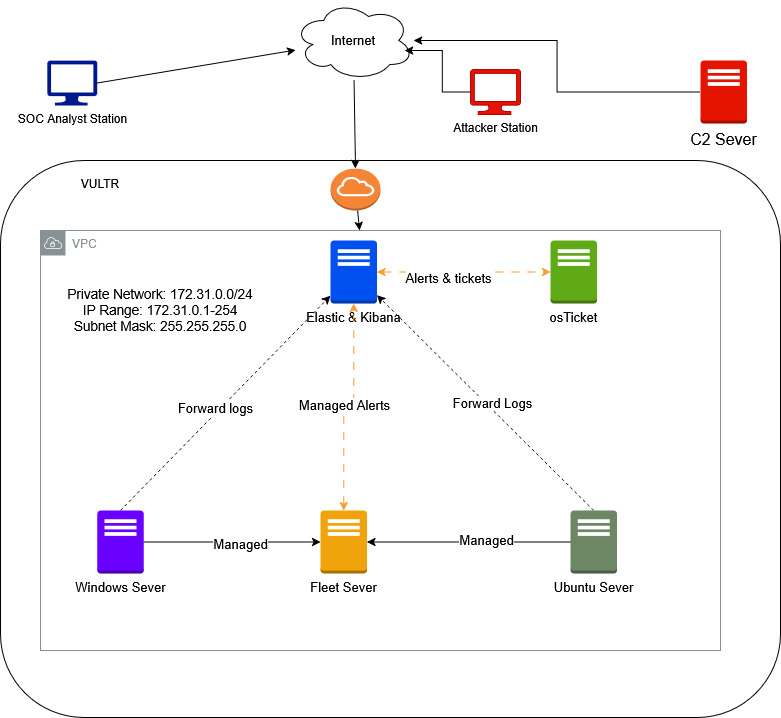 Internet
SOC Analyst Station
Attacker Station
C2 Sever
VULTR
VPC
Private Network: 172.31.0.0/24
IP Range: 172.31.0.1-254
Subnet Mask: 255.255.255.0
Alerts & tickets
Elastic & Kibana
osTicket
Forward logs
Managed Alerts
Forward Logs
Managed
Managed
Windows Sever
Fleet Sever
Ubuntu Sever